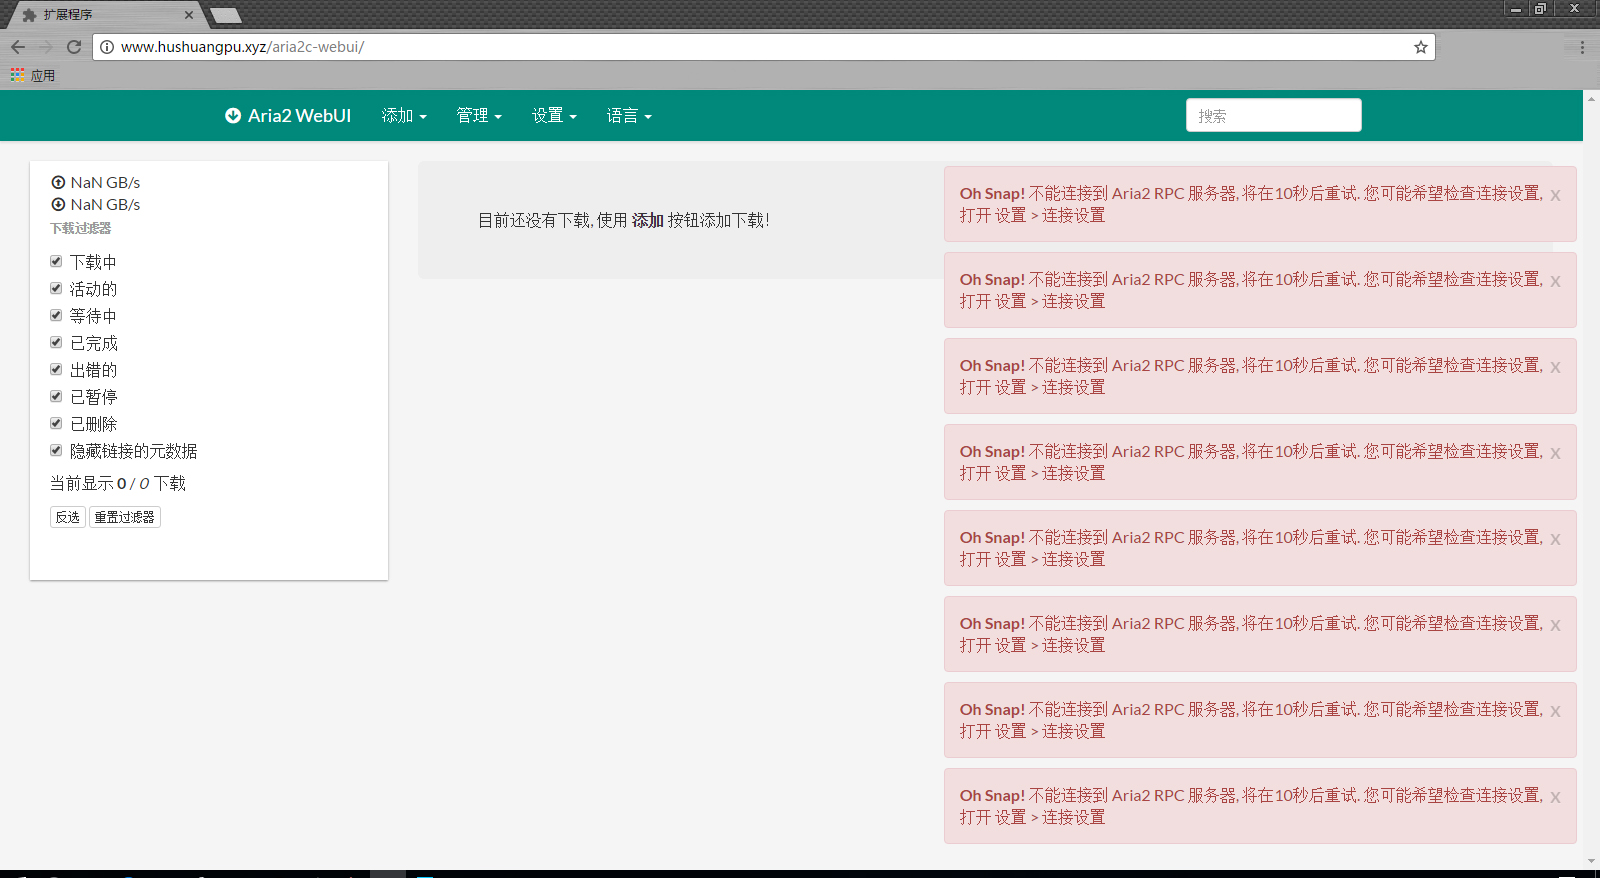 扩展程序
www.hushuangpu.xyz/aria2c-webui/
应用
Aria2 WebUI 添加 管理 设置 语言 搜索
NaN GB/s
NaN GB/s
下载过滤器
下载中
活动的
等待中
已完成
出错的
已暂停
已删除
隐藏链接的元数据
当前显示 0 / 0 下载
反选 重置过滤器
目前还没有下载, 使用 添加 按钮添加下载!
Oh Snap! 不能连接到 Aria2 RPC 服务器, 将在10秒后重试. 您可能希望检查连接设置, x
打开 设置 > 连接设置
Oh Snap! 不能连接到 Aria2 RPC 服务器, 将在10秒后重试. 您可能希望检查连接设置, x
打开 设置 > 连接设置
Oh Snap! 不能连接到 Aria2 RPC 服务器, 将在10秒后重试. 您可能希望检查连接设置, x
打开 设置 > 连接设置
Oh Snap! 不能连接到 Aria2 RPC 服务器, 将在10秒后重试. 您可能希望检查连接设置, x
打开 设置 > 连接设置
Oh Snap! 不能连接到 Aria2 RPC 服务器, 将在10秒后重试. 您可能希望检查连接设置, x
打开 设置 > 连接设置
Oh Snap! 不能连接到 Aria2 RPC 服务器, 将在10秒后重试. 您可能希望检查连接设置, x
打开 设置 > 连接设置
Oh Snap! 不能连接到 Aria2 RPC 服务器, 将在10秒后重试. 您可能希望检查连接设置, x
打开 设置 > 连接设置
Oh Snap! 不能连接到 Aria2 RPC 服务器, 将在10秒后重试. 您可能希望检查连接设置, x
打开 设置 > 连接设置